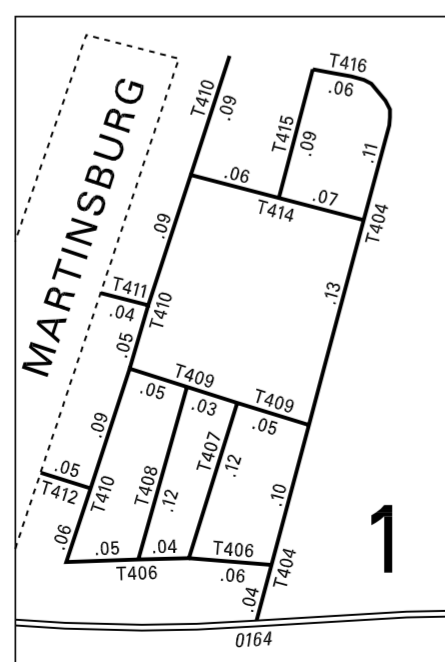 T416
.06
T410
.09
T415
.09
.11
.06
.07
T414
T404
MARTINSBURG
.09
T411
.04
T410
.13
.05
T409
.05
.03
T409
.05
.09
T407
.12
T408
.12
.10
.05
T412
T410
.06
.05
.04
T406
T406
.06
T404
.04
1
0164